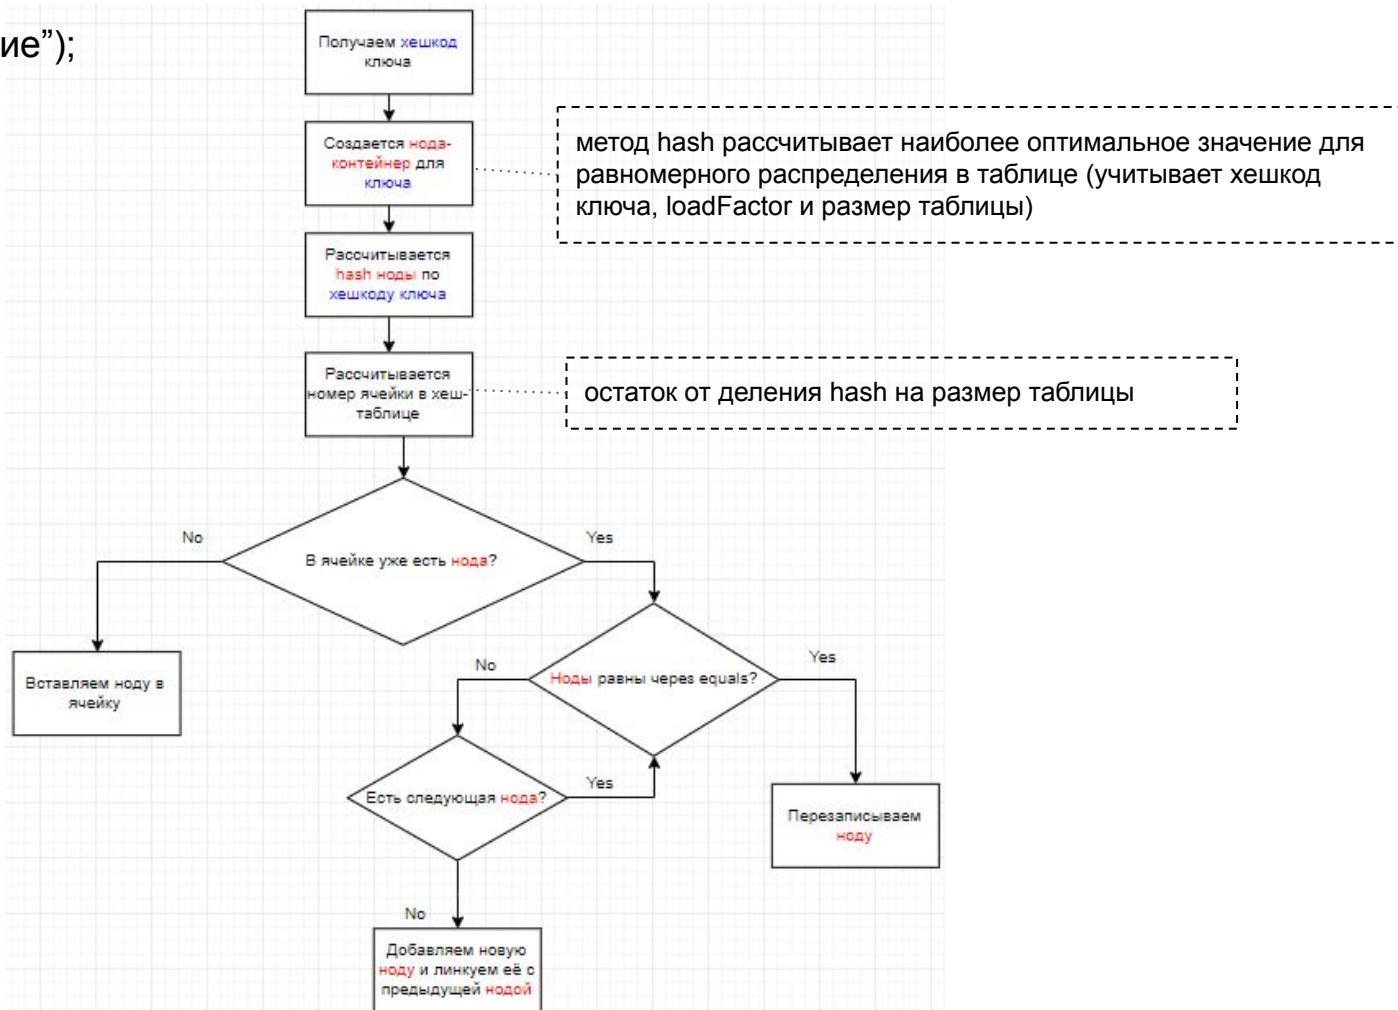 ие”);
Получаем хешкод
ключа
Создается нода-
контейнер для
ключа
метод hash рассчитывает наиболее оптимальное значение для
равномерного распределения в таблице (учитывает хешкод
ключа, loadFactor и размер таблицы)
Рассчитывается
hash ноды по
хешкоду ключа
Рассчитывается
номер ячейки в хеш-
таблице
остаток от деления hash на размер таблицы
No
В ячейке уже есть нода?
Yes
Вставляем ноду в
ячейку
No
Ноды равны через equals?
Yes
Есть следующая нода?
Yes
Перезаписываем
ноду
No
Добавляем новую
ноду и линкуем её с
предыдущей нодой